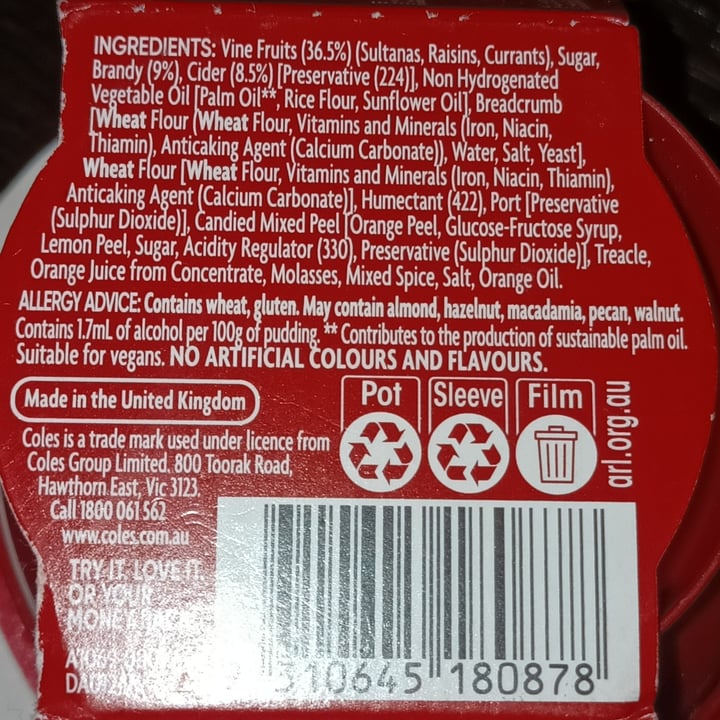 INGREDIENTS: Vine Fruits (36.5%) (Sultanas, Raisins, Currants), Sugar,
Brandy (9%), Cider (8.5%) [Preservative (224)], Non Hydrogenated
Vegetable Oil [Palm Oil**, Rice Flour, Sunflower Oil], Breadcrumb
[Wheat Flour (Wheat Flour, Vitamins and Minerals (Iron, Niacin,
Thiamin), Anticaking Agent (Calcium Carbonate)), Water, Salt, Yeast],
Wheat Flour [Wheat Flour, Vitamins and Minerals (Iron, Niacin, Thiamin),
Anticaking Agent (Calcium Carbonate)], Humectant (422), Port [Preservative
(Sulphur Dioxide)], Candied Mixed Peel [Orange Peel, Glucose-Fructose Syrup,
Lemon Peel, Sugar, Acidity Regulator (330), Preservative (Sulphur Dioxide)], Treacle,
Orange Juice from Concentrate, Molasses, Mixed Spice, Salt, Orange Oil.
ALLERGY ADVICE: Contains wheat, gluten. May contain almond, hazelnut, macadamia, pecan, walnut.
Contains 1.7mL of alcohol per 100g of pudding. ** Contributes to the production of sustainable palm oil.
Suitable for vegans. NO ARTIFICIAL COLOURS AND FLAVOURS.
Made in the United Kingdom
Pot Sleeve Film
arl.org.au
Coles is a trade mark used under licence from
Coles Group Limited. 800 Toorak Road,
Hawthorn East, Vic 3123.
Call 1800 061 562
www.coles.com.au
TRY IT. LOVE IT.
OR YOUR
310645 180878